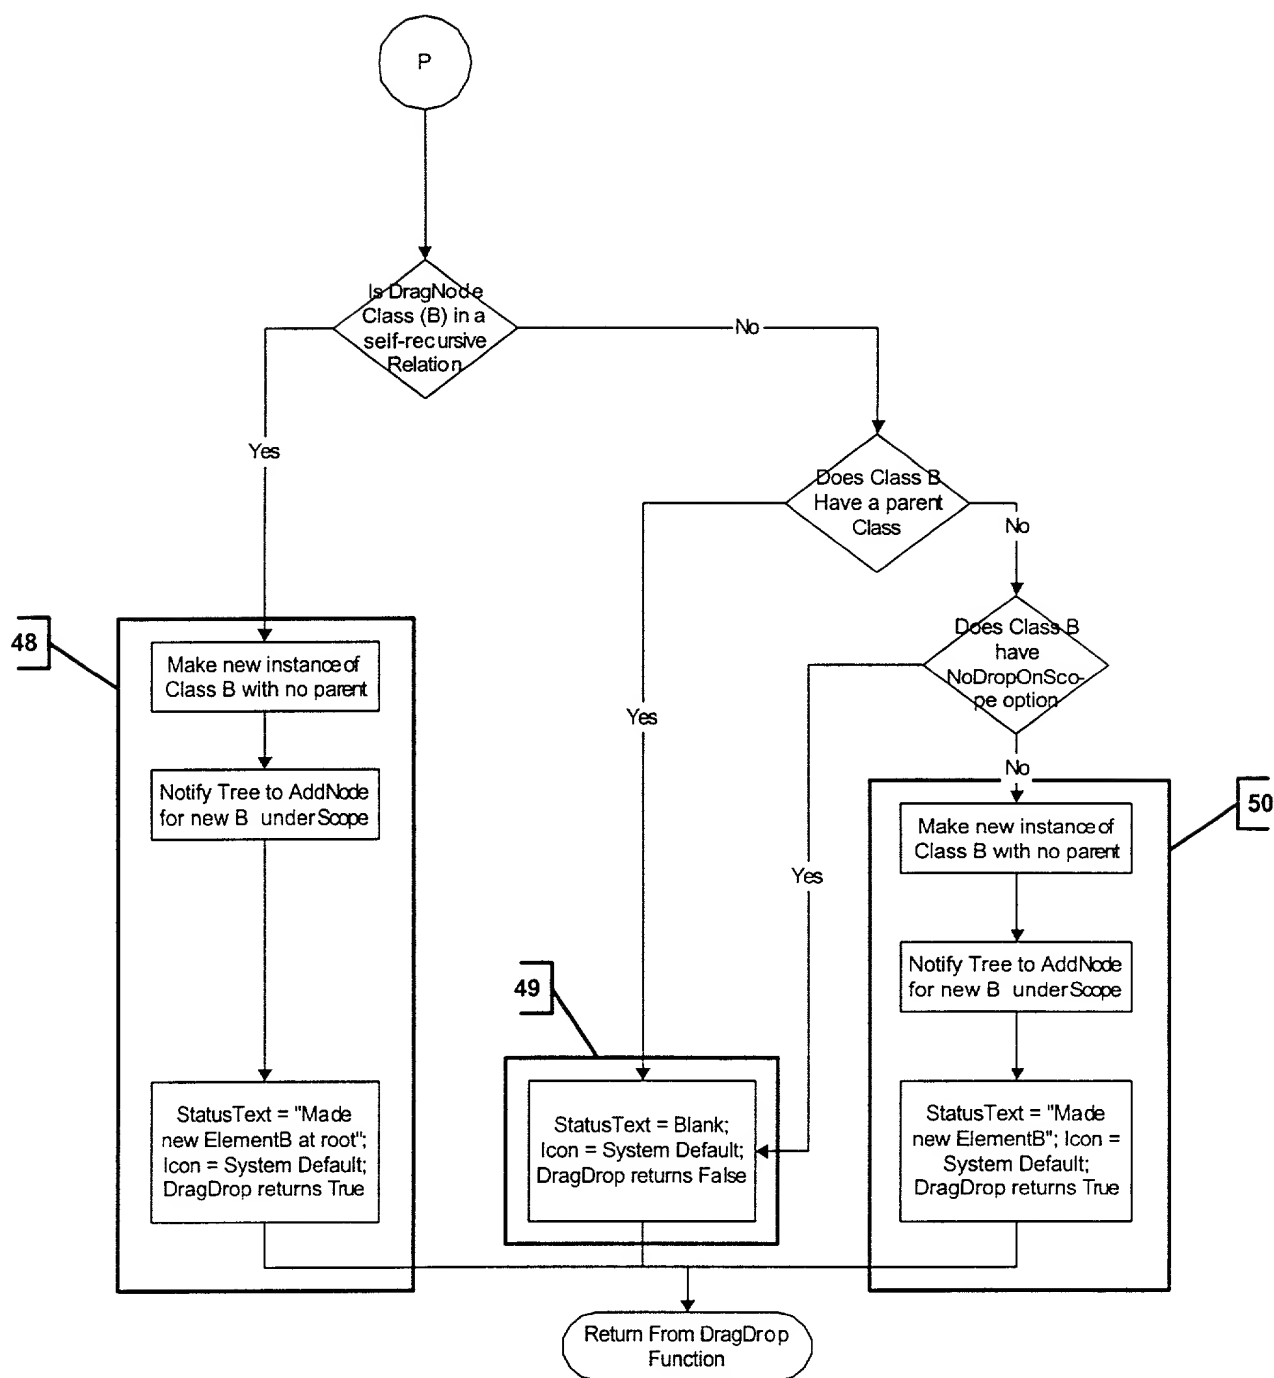 P
Is DragNode
Class (B) in a
self-recursive
Relation
No
Yes
Does Class B
Have a parent
Class
No
Does Class B
have
NoDropOnSco-
pe option
48
Make new instance of
Class B with no parent
Yes
No
Notify Tree to AddNode
for new B under Scope
50
Make new instance of
Class B with no parent
Yes
Notify Tree to AddNode
for new B under Scope
49
StatusText = "Made
new ElementB at root";
Icon = System Default;
DragDrop returns True
StatusText = Blank;
Icon = System Default;
DragDrop returns False
StatusText = "Made
new ElementB"; Icon =
System Default;
DragDrop returns True
Return From DragDrop
Function